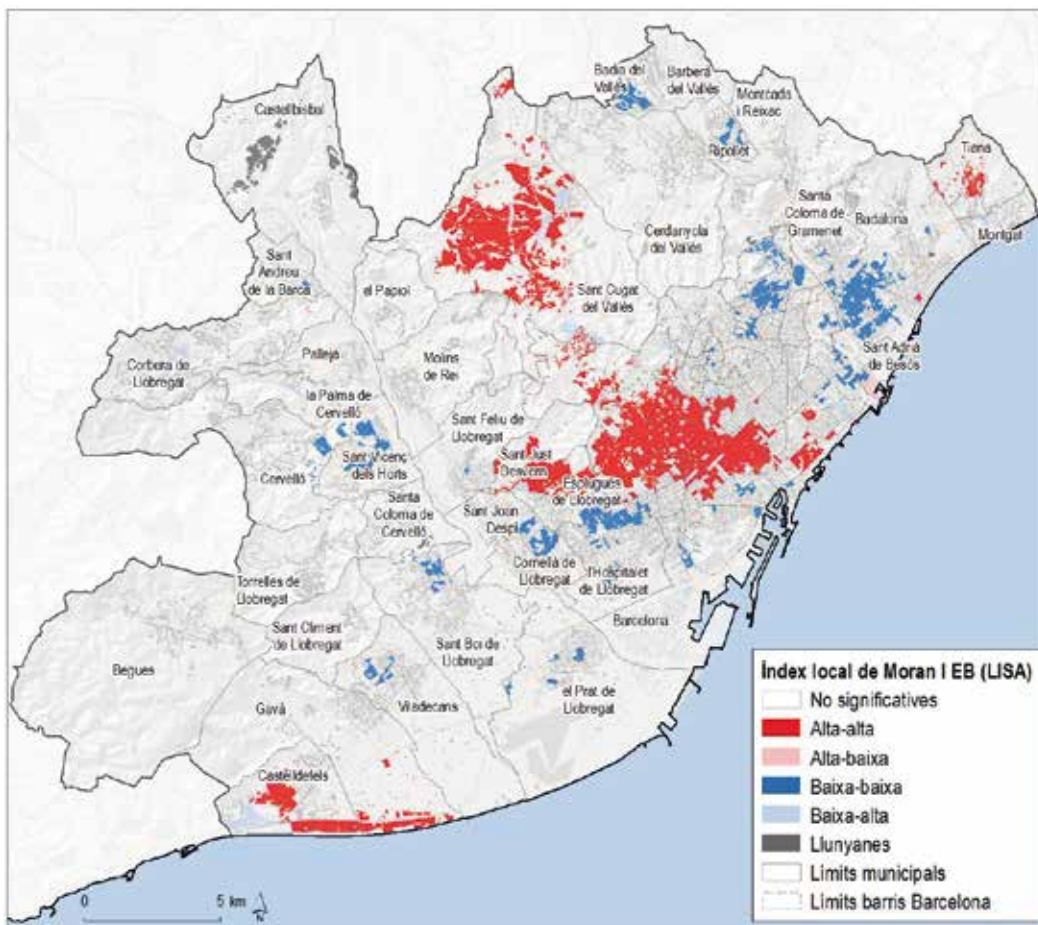 Badia del
Vallès
Barberà
del Vallès
Montcada
i Reixac
Castellbisbal
Ripollet
Tiana
Santa
Coloma de
Gramenet
Badalona
Montgat
Cerdanyola
del Vallès
Sant
Andreu
de la Barca
el Papiol
Sant Cugat
del Vallès
Corbera de
Llobregat
Pallejà
Molins
de Rei
Sant Adrià
de Besòs
la Palma de
Cervelló
Sant Feliu de
Llobregat
Sant Just
Desvern
Cervelló
Sant Vicenç
dels Horts
Esplugues
de Llobregat
Santa
Coloma de
Cervelló
Sant Joan
Despí
Cornellà de
Llobregat
l'Hospitalet
de Llobregat
Torrelles de
Llobregat
Barcelona
Sant Climent
de Llobregat
Sant Boi de
Llobregat
Begues
el Prat de
Llobregat
Gavà
Viladecans
Castelldefels
0 5 km
Índex local de Moran I EB (LISA)
No significatives
Alta-alta
Alta-baixa
Baixa-baixa
Baixa-alta
Llunyanes
Límits municipals
Límits barris Barcelona